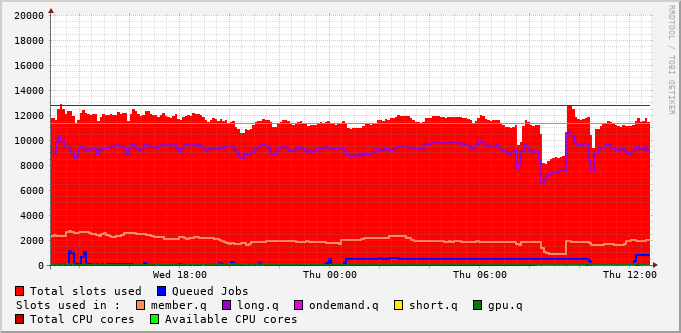 20000
18000
16000
14000
12000
10000
8000
6000
4000
2000
0
Wed 18:00 Thu 00:00 Thu 06:00 Thu 12:00
Total slots used Queued Jobs
Slots used in : member.q long.q ondemand.q short.q gpu.q
Total CPU cores Available CPU cores
RRDTOOL / TOBI OETIKER